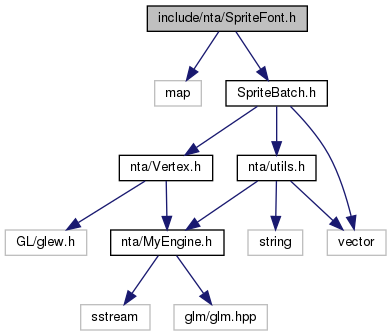 include/nta/SpriteFont.h
map
SpriteBatch.h
nta/Vertex.h
nta/utils.h
GL/glew.h
nta/MyEngine.h
string
vector
sstream
glm/glm.hpp